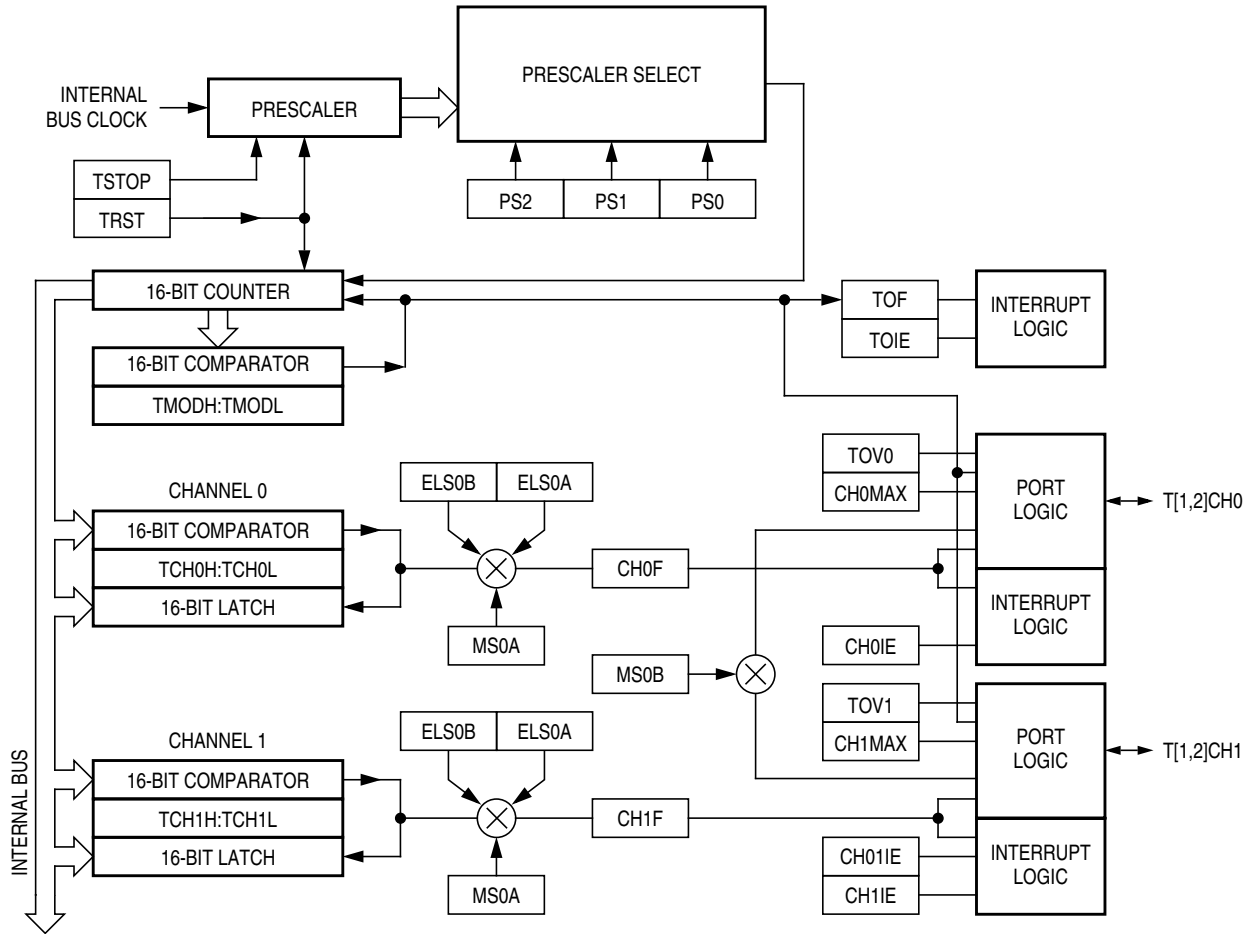 PRESCALER SELECT
INTERNAL
BUS CLOCK
PRESCALER
TSTOP
TRST
PS2
PS1
PS0
16-BIT COUNTER
16-BIT COMPARATOR
TMODH:TMODL
TOF
TOIE
INTERRUPT
LOGIC
CHANNEL 0
16-BIT COMPARATOR
TCH0H:TCH0L
16-BIT LATCH
ELS0B
ELS0A
MS0A
CH0F
TOV0
CH0MAX
PORT
LOGIC
T[1,2]CH0
INTERRUPT
LOGIC
CH0IE
MS0B
CHANNEL 1
16-BIT COMPARATOR
TCH1H:TCH1L
16-BIT LATCH
ELS0B
ELS0A
MS0A
CH1F
TOV1
CH1MAX
PORT
LOGIC
T[1,2]CH1
CH01IE
CH1IE
INTERRUPT
LOGIC
INTERNAL BUS